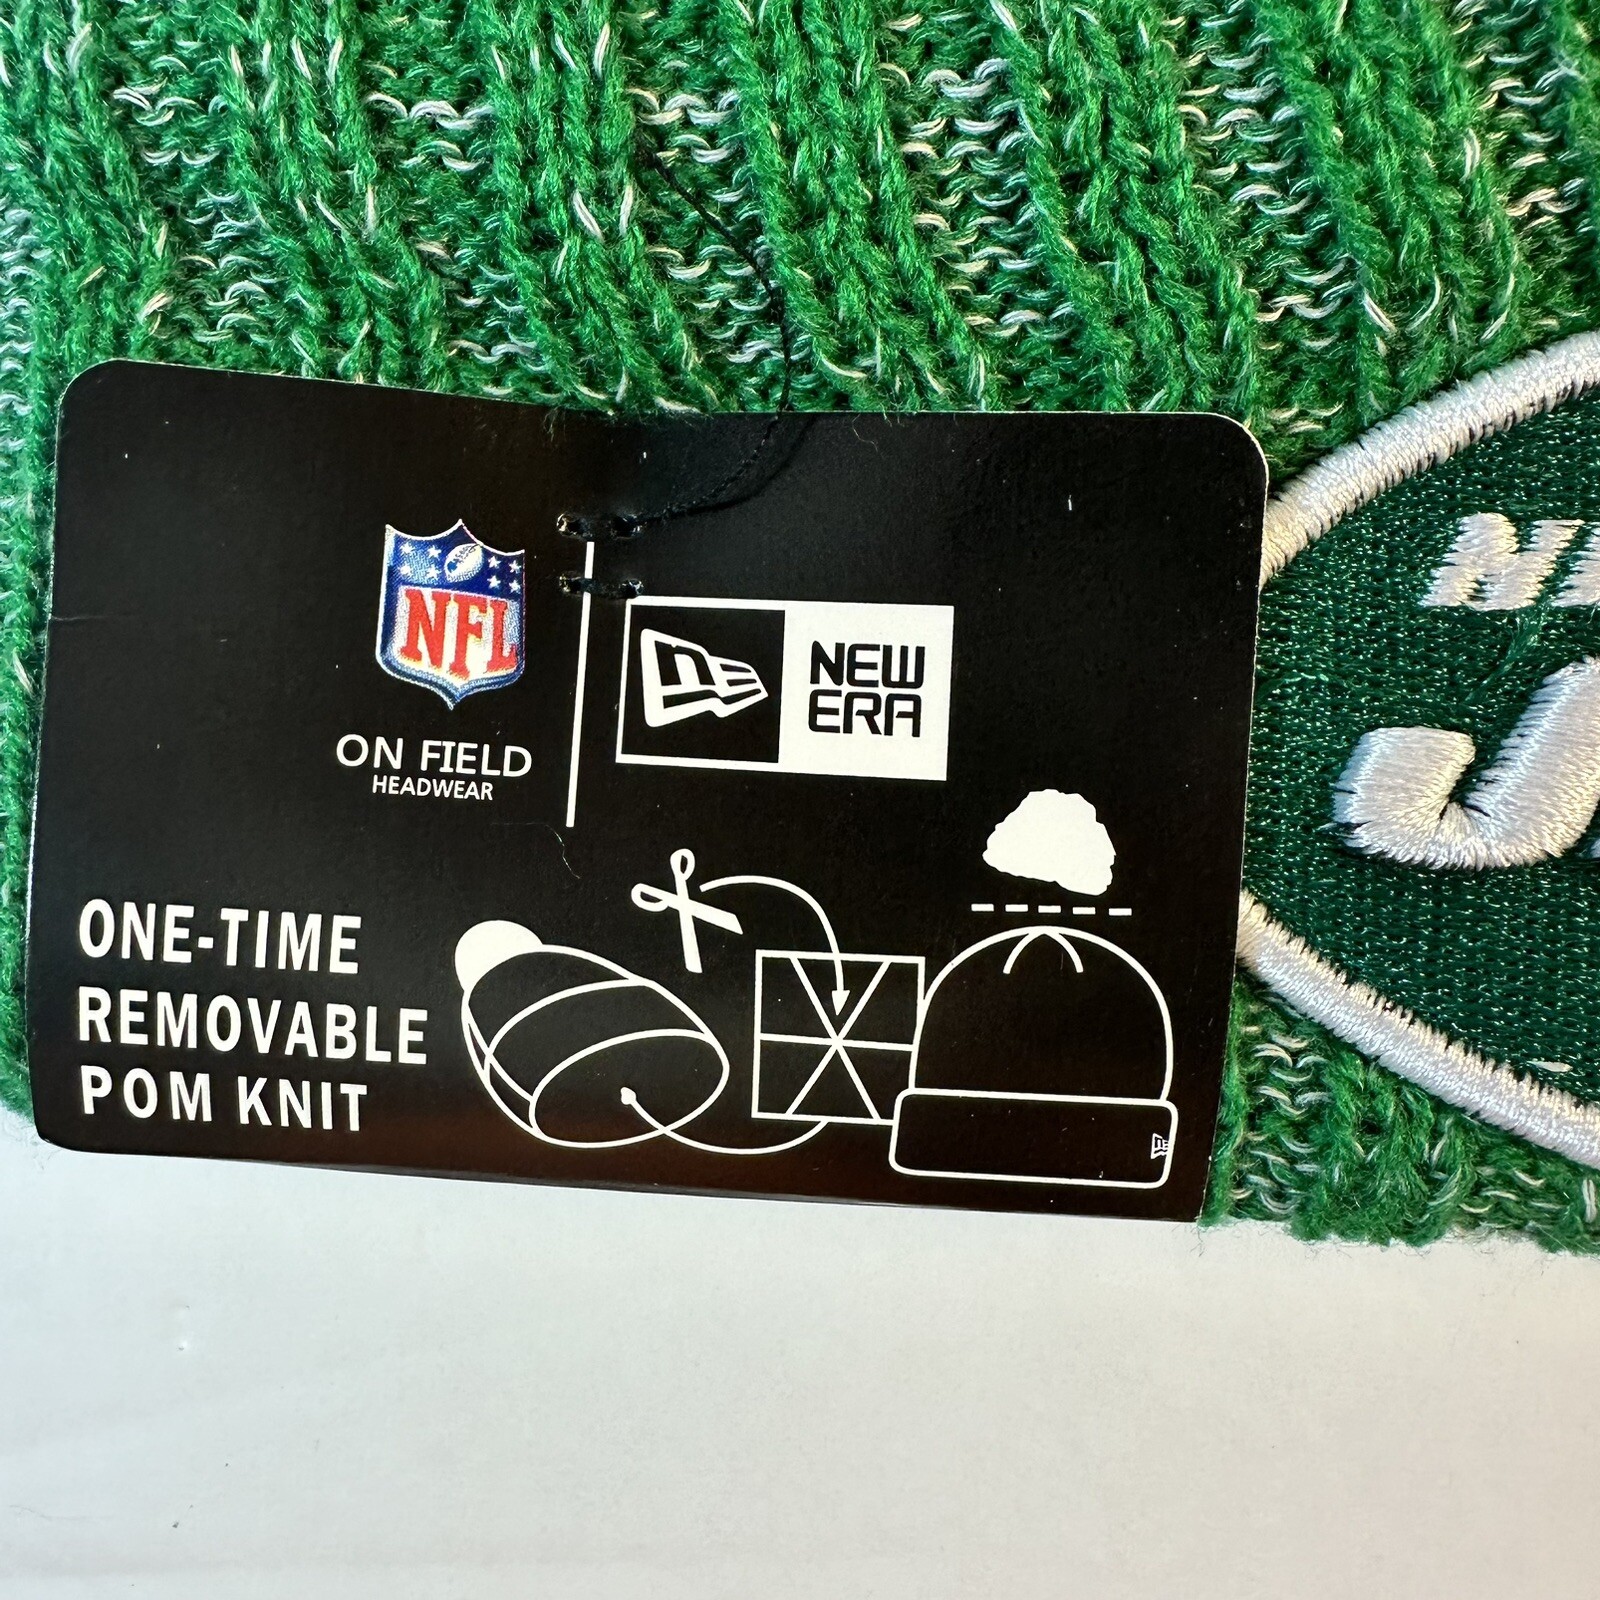 NFL
ON FIELD
HEADWEAR
NEW
ERA
ONE-TIME
REMOVABLE
POM KNIT